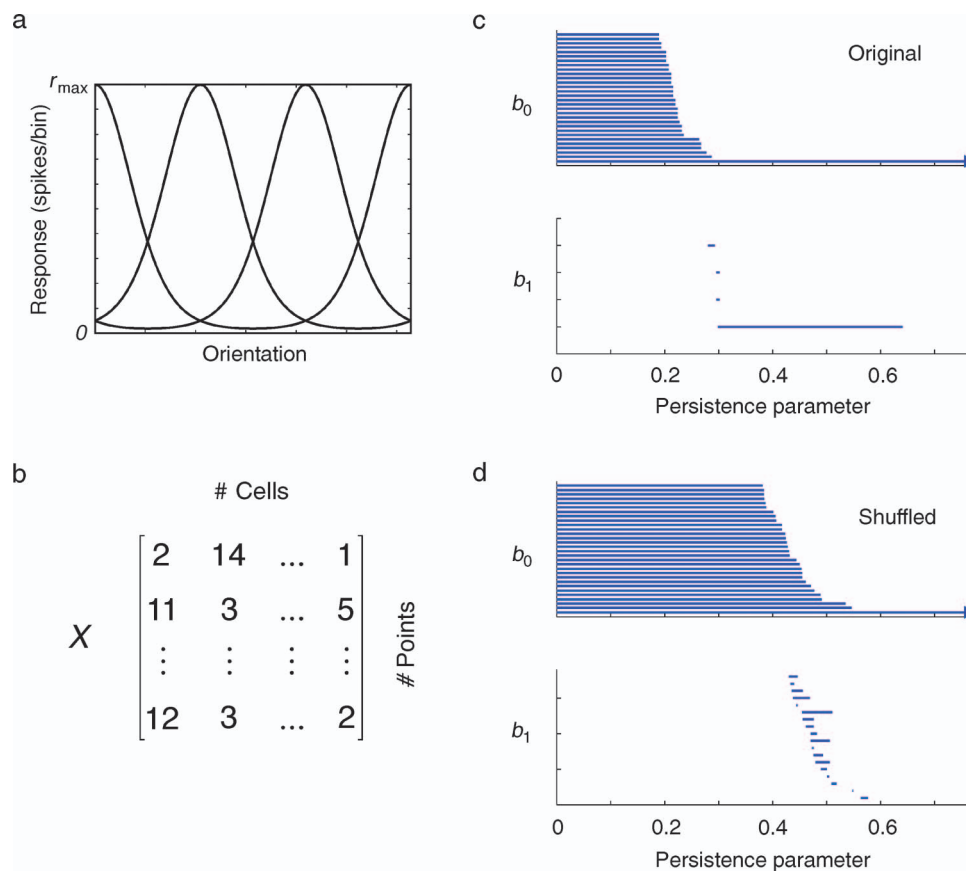 a
r max
Response (spikes/bin)
0
Orientation
b
# Cells
X
2 14 ... 1
11 3 ... 5
⋮ ⋮ ⋮ ⋮
12 3 ... 2
# Points
c
Original
b0
b1
0 0.2 0.4 0.6
Persistence parameter
d
Shuffled
b0
b1
0 0.2 0.4 0.6
Persistence parameter